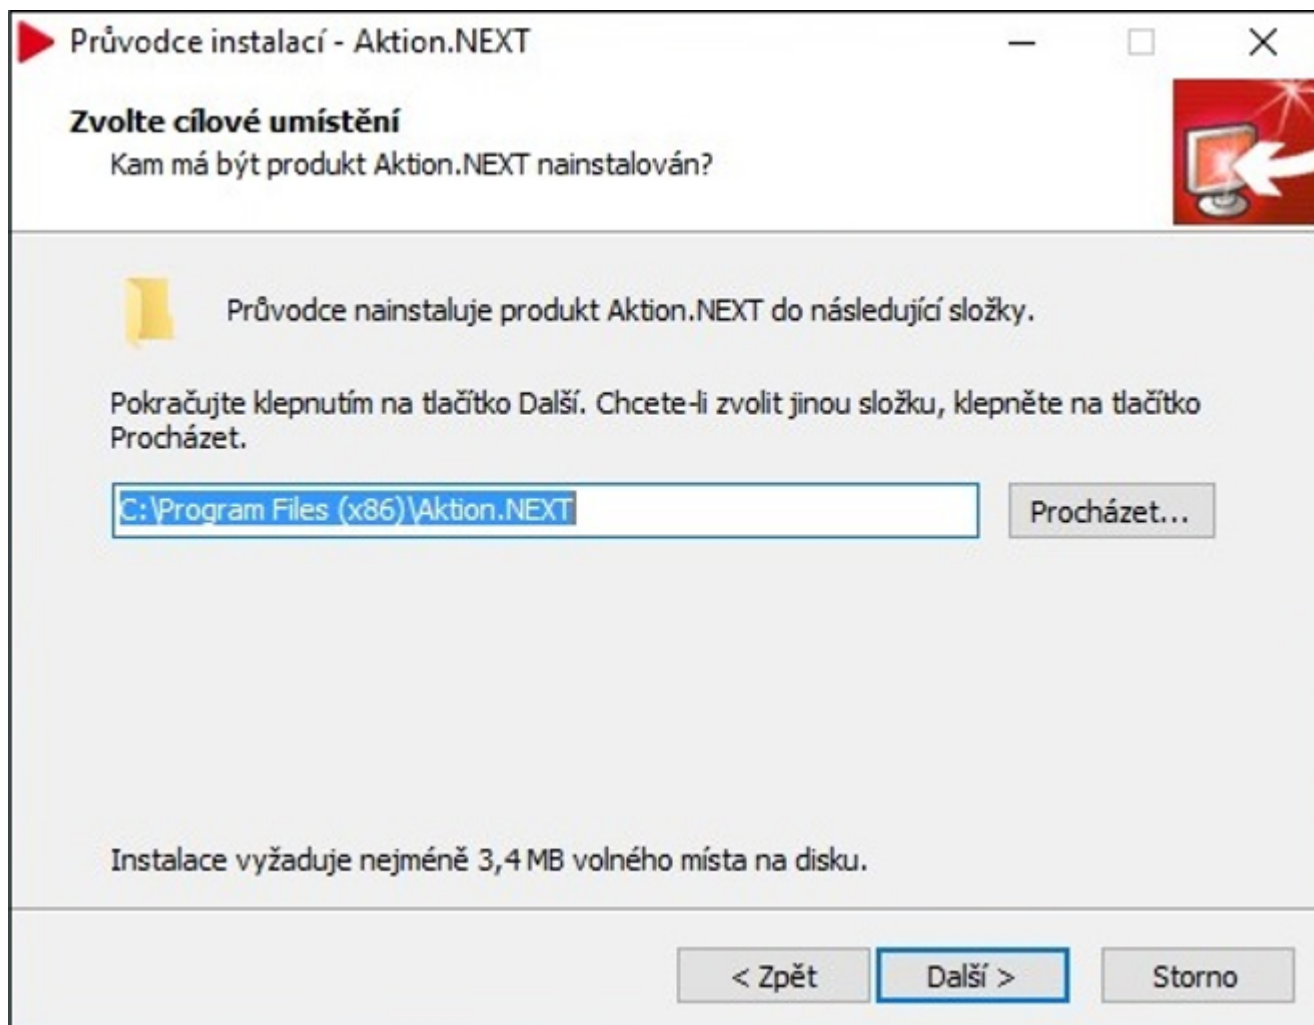 Průvodce instalací - Aktion.NEXT
Zvolte cílové umístění
Kam má být produkt Aktion.NEXT nainstalován?
Průvodce nainstaluje produkt Aktion.NEXT do následující složky.
Pokračujte klepnutím na tlačítko Další. Chcete-li zvolit jinou složku, klepněte na tlačítko
Procházet.
C:\Program Files (x86)\Aktion.NEXT
Procházet...
Instalace vyžaduje nejméně 3,4 MB volného místa na disku.
< Zpět
Další >
Storno